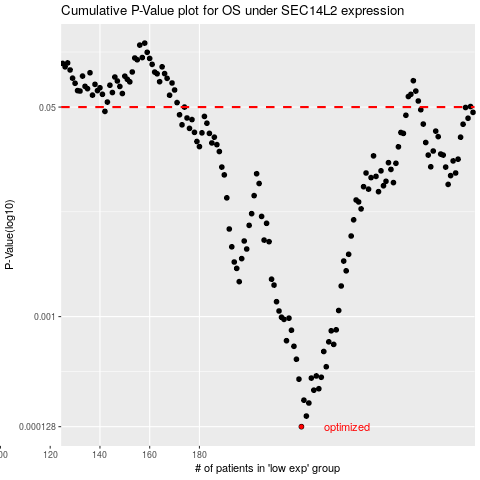 Cumulative P-Value plot for OS under SEC14L2 expression
P-Value(log10)
0.05
0.001
0.000128
optimized
00 120 140 160 180
# of patients in 'low exp' group